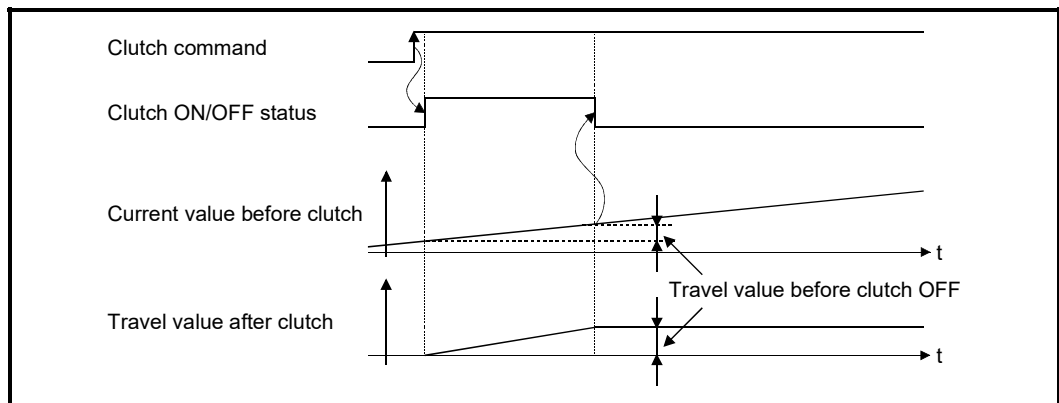 Clutch command
Clutch ON/OFF status
Current value before clutch
t
Travel value before clutch OFF
Travel value after clutch
t